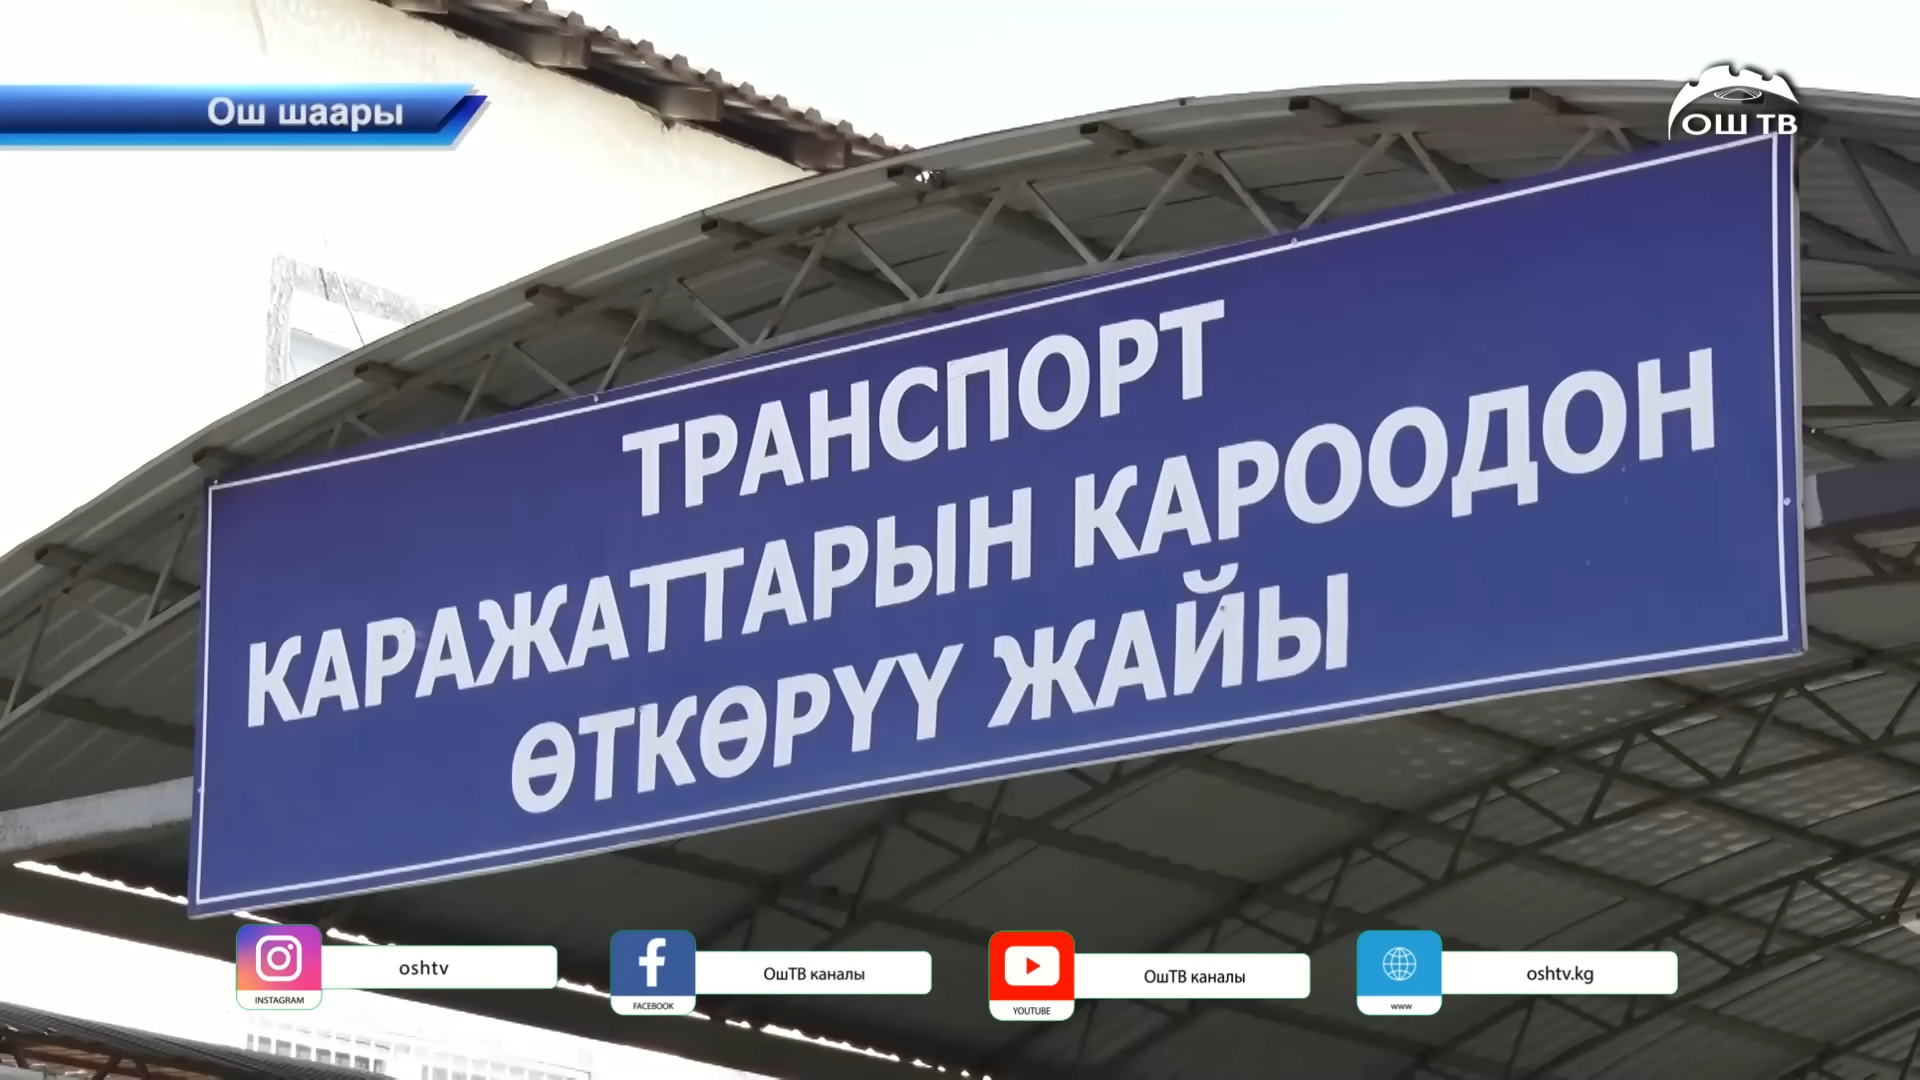 Ош шаары
ОШ ТВ
ТРАНСПОРТ
КАРАЖАТТАРЫН КАРООДОН
ӨТКӨРҮҮ ЖАЙЫ
oshtv
INSTAGRAM
ОшТВ каналы
FACEBOOK
ОшТВ каналы
YOUTUBE
oshtv.kg
www